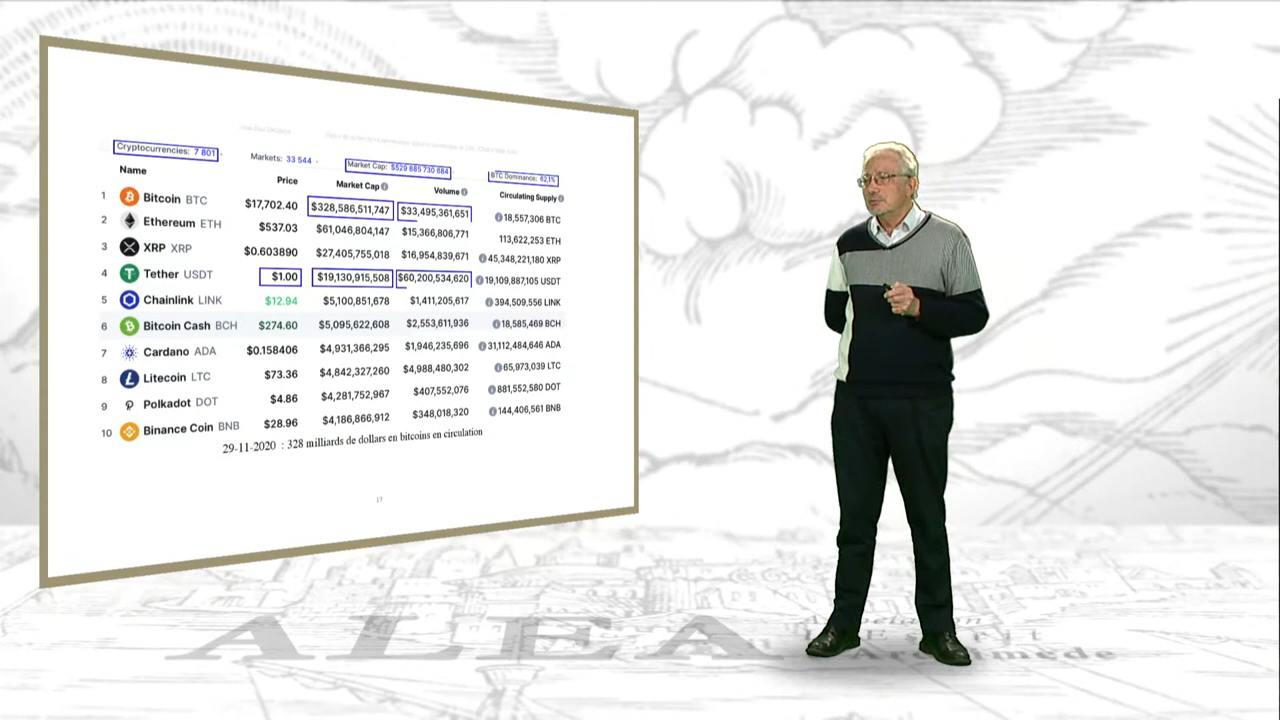 Cryptocurrencies: 7 801 Markets: 33 544 Market Cap: $529 885 730 684 BTC Dominance: 62,1%
Name Price Market Cap Volume Circulating Supply
1 Bitcoin BTC $17,702.40 $328,586,511,747 $33,495,361,651 18,557,306 BTC
2 Ethereum ETH $537.03 $61,046,804,147 $15,366,806,771 113,622,253 ETH
3 XRP XRP $0.603890 $27,405,755,018 $16,954,839,671 45,348,221,180 XRP
4 Tether USDT $1.00 $19,130,915,508 $60,200,534,620 19,109,887,105 USDT
5 Chainlink LINK $12.94 $5,100,851,678 $1,411,205,617 394,509,556 LINK
6 Bitcoin Cash BCH $274.60 $5,095,622,608 $2,553,611,936 18,585,469 BCH
7 Cardano ADA $0.158406 $4,931,366,295 $1,946,235,696 31,112,484,646 ADA
8 Litecoin LTC $73.36 $4,842,327,260 $4,988,480,302 65,973,039 LTC
9 Polkadot DOT $4.86 $4,281,752,967 $407,552,076 881,552,580 DOT
10 Binance Coin BNB $28.96 $4,186,866,912 $348,018,320 144,406,561 BNB
29-11-2020 : 328 milliards de dollars en bitcoins en circulation
17
ALEA